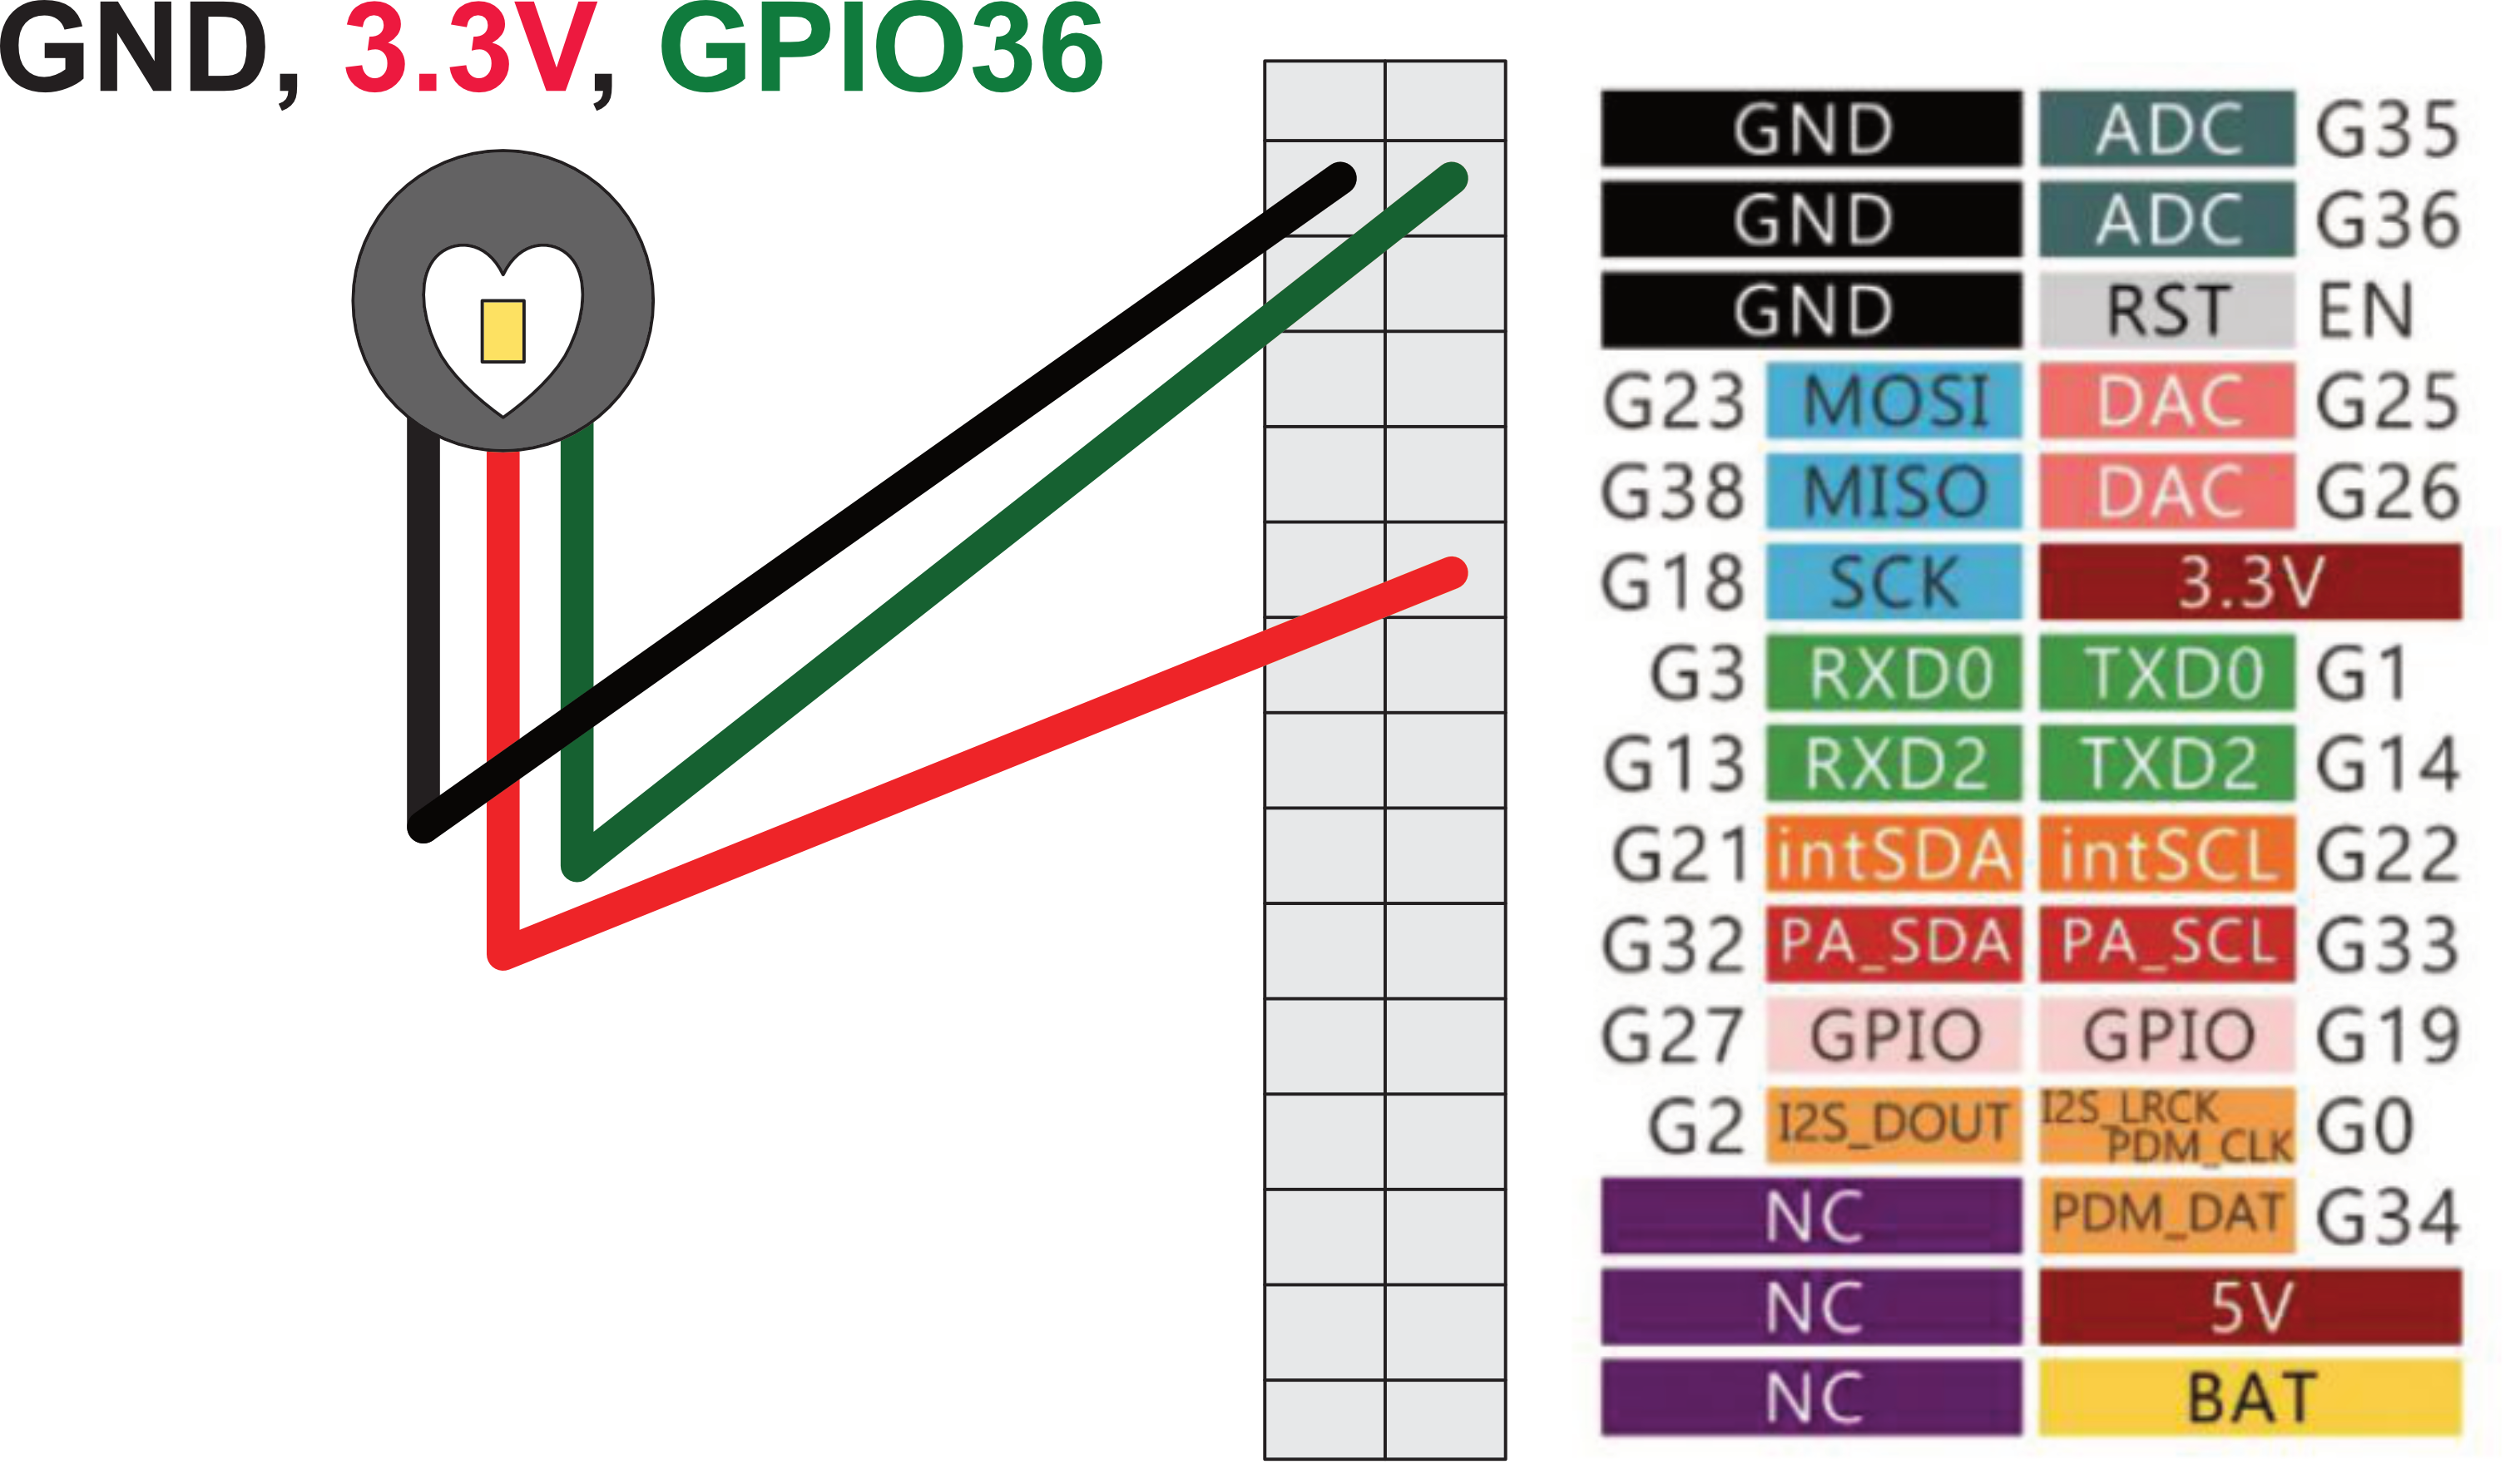 GND, 3.3V, GPIO36
GND ADC G35
GND ADC G36
GND RST EN
G23 MOSI DAC G25
G38 MISO DAC G26
G18 SCK 3.3V
G3 RXD0 TXD0 G1
G13 RXD2 TXD2 G14
G21 intSDA intSCL G22
G32 PA_SDA PA_SCL G33
G27 GPIO GPIO G19
G2 I2S_DOUT I2S_LRCK PDM_CLK G0
NC PDM_DAT G34
NC 5V
NC BAT